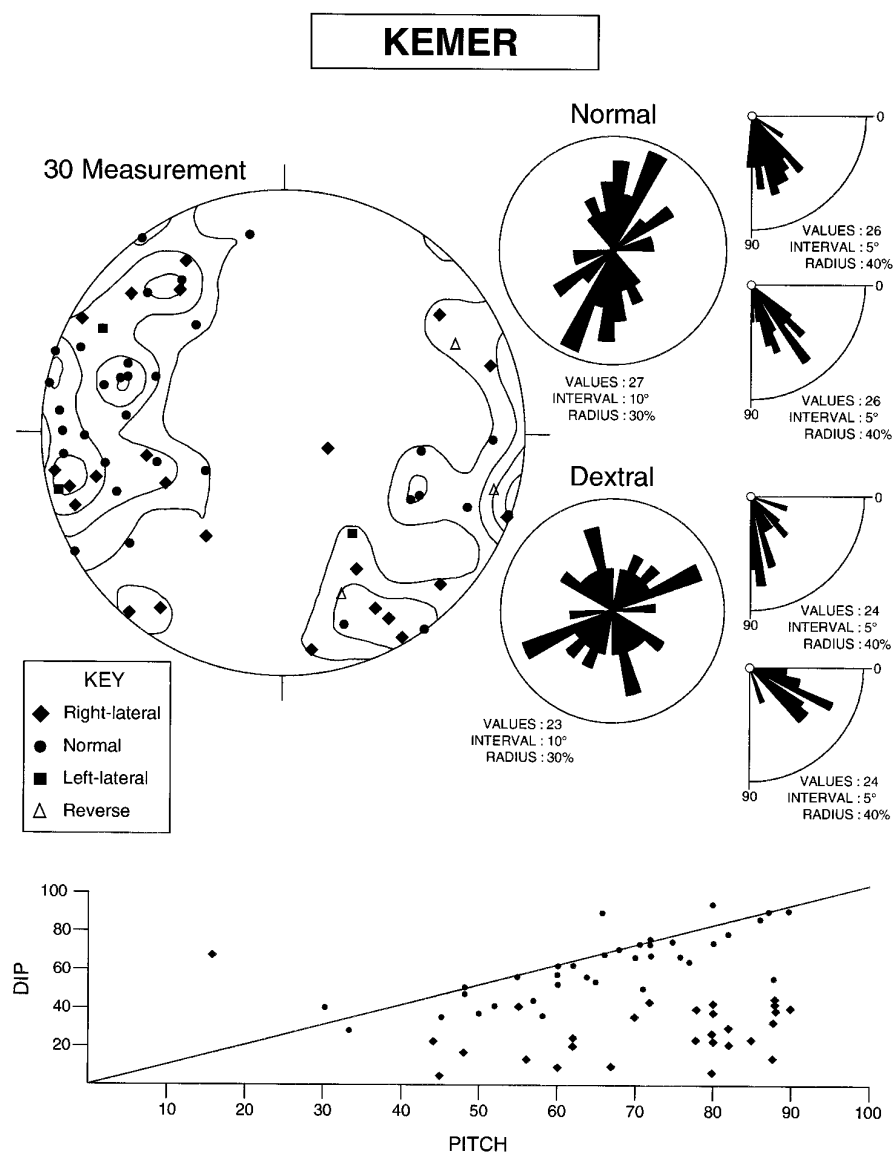 KEMER
30 Measurement
Normal
VALUES : 27
INTERVAL : 10°
RADIUS : 30%
0
90
VALUES : 26
INTERVAL : 5°
RADIUS : 40%
0
90
VALUES : 26
INTERVAL : 5°
RADIUS : 40%
Dextral
VALUES : 23
INTERVAL : 10°
RADIUS : 30%
0
90
VALUES : 24
INTERVAL : 5°
RADIUS : 40%
0
90
VALUES : 24
INTERVAL : 5°
RADIUS : 40%
KEY
Right-lateral
Normal
Left-lateral
Reverse
DIP
100
80
60
40
20
10 20 30 40 50 60 70 80 90 100
PITCH